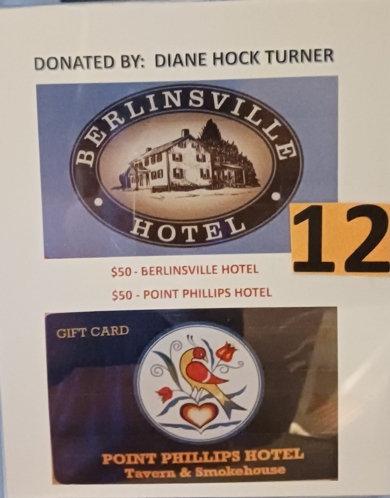 DONATED BY: DIANE HOCK TURNER
BERLINSVILLE
HOTEL
12
$50 - BERLINSVILLE HOTEL
$50 - POINT PHILLIPS HOTEL
GIFT CARD
POINT PHILLIPS HOTEL
Tavern & Smokehouse